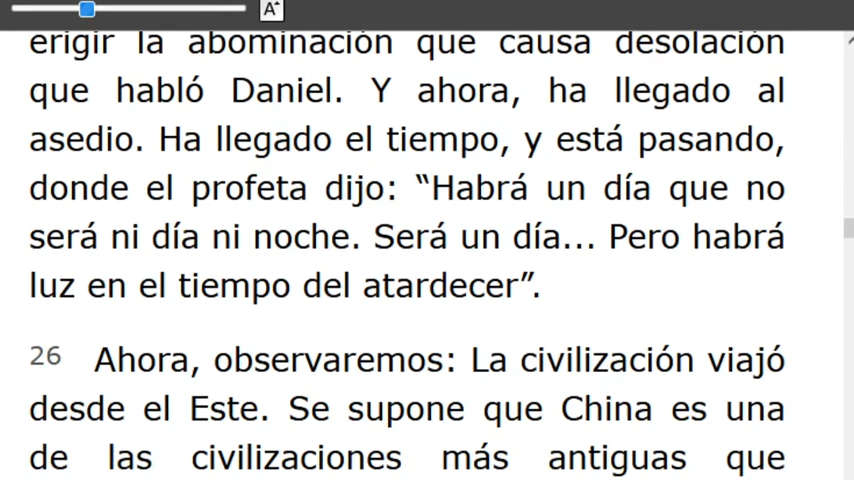 A
erigir la abominación que causa desolación
que habló Daniel. Y ahora, ha llegado al
asedio. Ha llegado el tiempo, y está pasando,
donde el profeta dijo: “Habrá un día que no
será ni día ni noche. Será un día... Pero habrá
luz en el tiempo del atardecer”.
26 Ahora, observaremos: La civilización viajó
desde el Este. Se supone que China es una
de las civilizaciones más antiguas que